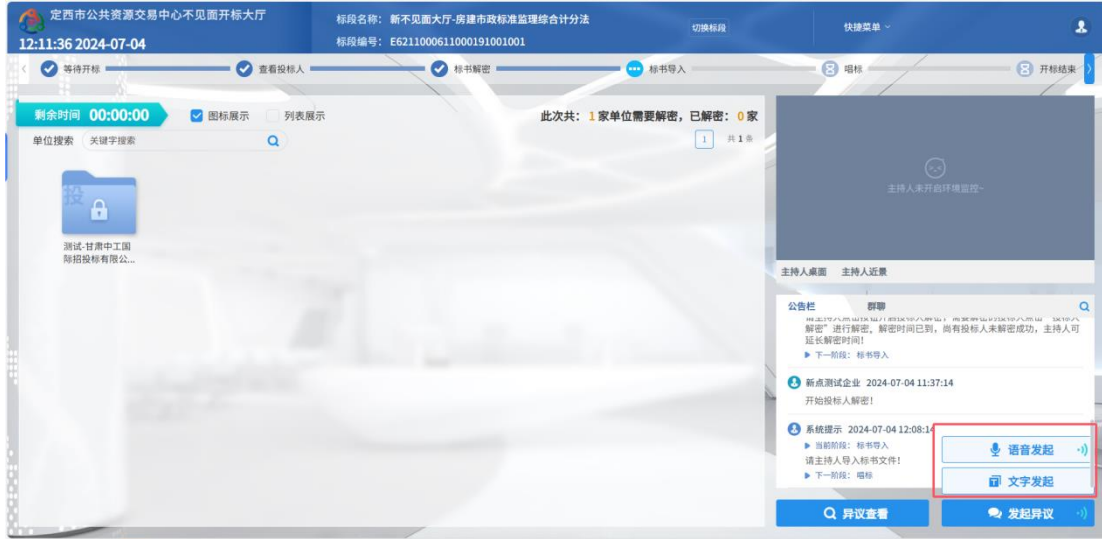 定西市公共资源交易中心不见面开标大厅
12:11:36 2024-07-04
标段名称： 新不见面大厅-房建市政标准监理综合计分法
标段编号： E6211000611000191001001
切换标段
快捷菜单
等待开标
查看投标人
标书解密
标书导入
唱标
开标结束
剩余时间 00:00:00
图标展示
列表展示
此次共： 1 家单位需要解密，已解密： 0 家
单位搜索
关键字搜索
1
共 1 条
投
测试-甘肃中工国
际招投标有限公...
主持人未开启环境监控~
主持人桌面
主持人近景
公告栏
群聊
解密”进行解密。解密时间已到，尚有投标人未解密成功，主持人可
延长解密时间！
下一阶段： 标书导入
新点测试企业 2024-07-04 11:37:14
开始投标人解密！
系统提示 2024-07-04 12:08:14
当前阶段： 标书导入
请主持人导入标书文件！
下一阶段： 唱标
语音发起
文字发起
异议查看
发起异议